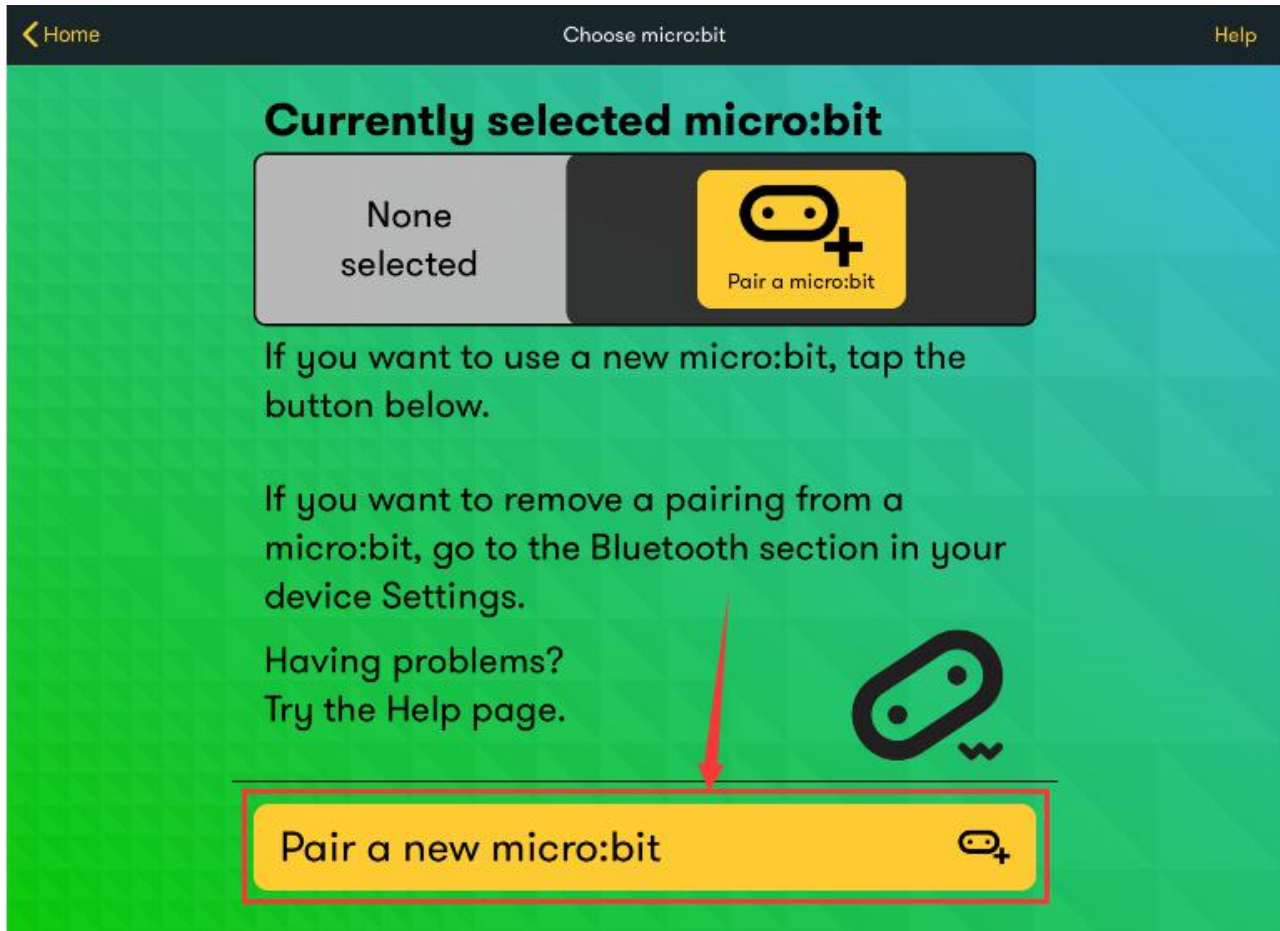 Home
Choose micro:bit
Help
Currently selected micro:bit
None
selected
Pair a micro:bit
If you want to use a new micro:bit, tap the
button below.
If you want to remove a pairing from a
micro:bit, go to the Bluetooth section in your
device Settings.
Having problems?
Try the Help page.
Pair a new micro:bit